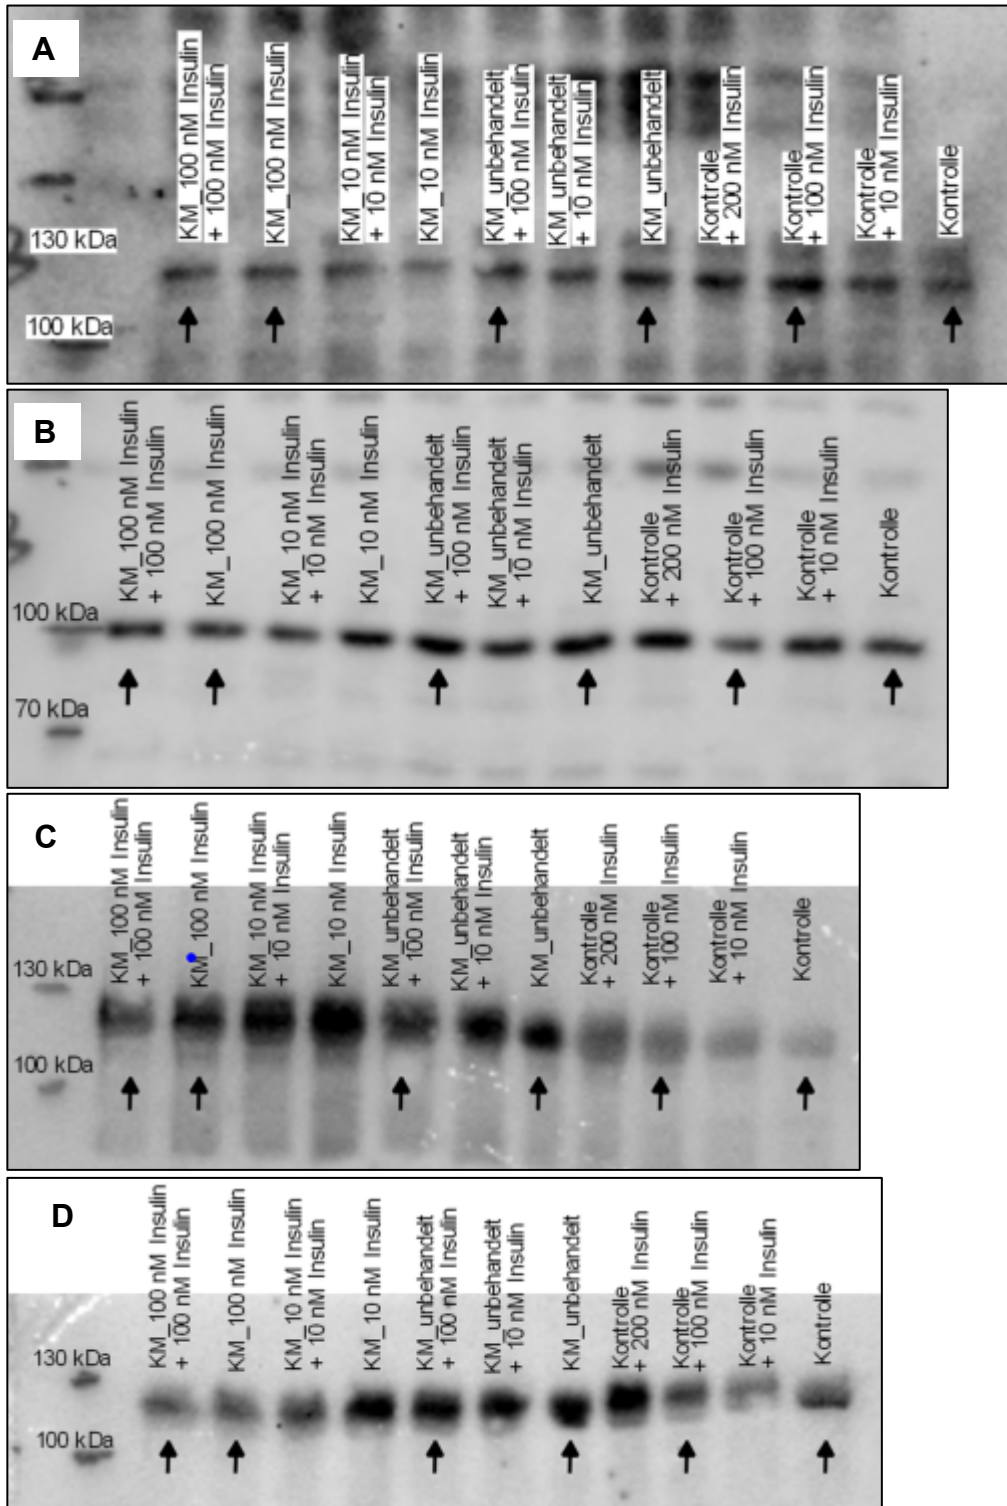 A
KM_100 nM Insulin
+ 100 nM Insulin
KM_100 nM Insulin
KM_10 nM Insulin
+ 10 nM Insulin
KM_10 nM Insulin
KM_unbehandelt
+ 100 nM Insulin
KM_unbehandelt
+ 10 nM Insulin
KM_unbehandelt
Kontrolle
+ 200 nM Insulin
Kontrolle
+ 100 nM Insulin
Kontrolle
+ 10 nM Insulin
Kontrolle
130 kDa
100 kDa
B
KM_100 nM Insulin
+ 100 nM Insulin
KM_100 nM Insulin
KM_10 nM Insulin
+ 10 nM Insulin
KM_10 nM Insulin
KM_unbehandelt
+ 100 nM Insulin
KM_unbehandelt
+ 10 nM Insulin
KM_unbehandelt
Kontrolle
+ 200 nM Insulin
Kontrolle
+ 100 nM Insulin
Kontrolle
+ 10 nM Insulin
Kontrolle
100 kDa
70 kDa
C
KM_100 nM Insulin
+ 100 nM Insulin
KM_100 nM Insulin
KM_10 nM Insulin
+ 10 nM Insulin
KM_10 nM Insulin
KM_unbehandelt
+ 100 nM Insulin
KM_unbehandelt
+ 10 nM Insulin
KM_unbehandelt
Kontrolle
+ 200 nM Insulin
Kontrolle
+ 100 nM Insulin
Kontrolle
+ 10 nM Insulin
Kontrolle
130 kDa
100 kDa
D
KM_100 nM Insulin
+ 100 nM Insulin
KM_100 nM Insulin
KM_10 nM Insulin
+ 10 nM Insulin
KM_10 nM Insulin
KM_unbehandelt
+ 100 nM Insulin
KM_unbehandelt
+ 10 nM Insulin
KM_unbehandelt
Kontrolle
+ 200 nM Insulin
Kontrolle
+ 100 nM Insulin
Kontrolle
+ 10 nM Insulin
Kontrolle
130 kDa
100 kDa